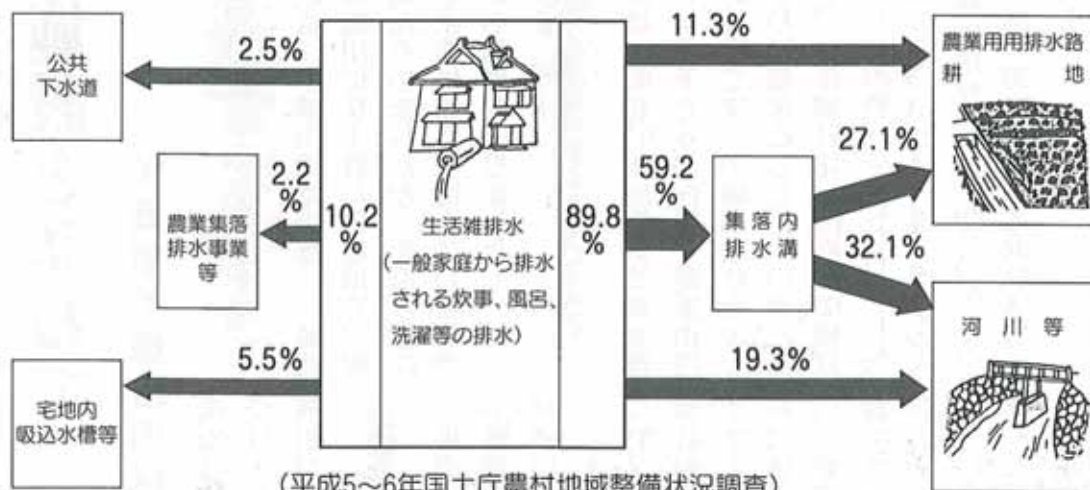 公共
下水道
2.5%
農業集落
排水事業
等
2.2
%
宅地内
吸込水槽等
5.5%
10.2
%
生活雑排水
(一般家庭から排水
される炊事、風呂、
洗濯等の排水)
89.8
%
11.3%
農業用用排水路
耕 地
59.2
%
集落内
排水溝
27.1%
32.1%
河川等
19.3%
(平成5〜6年国土庁農村地域整備状況調査)